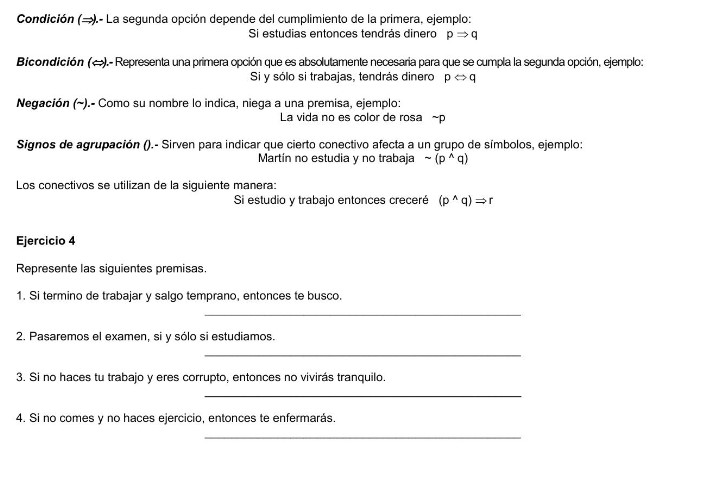 Condición (⇒).- La segunda opción depende del cumplimiento de la primera, ejemplo:
Si estudias entonces tendrás dinero p ⇒ q
Bicondición (⇔).- Representa una primera opción que es absolutamente necesaria para que se cumpla la segunda opción, ejemplo:
Si y sólo si trabajas, tendrás dinero p ⇔ q
Negación (~).- Como su nombre lo indica, niega a una premisa, ejemplo:
La vida no es color de rosa ~p
Signos de agrupación ().- Sirven para indicar que cierto conectivo afecta a un grupo de símbolos, ejemplo:
Martín no estudia y no trabaja ~ (p ^ q)
Los conectivos se utilizan de la siguiente manera:
Si estudio y trabajo entonces creceré (p ^ q) ⇒ r
Ejercicio 4
Represente las siguientes premisas.
1. Si termino de trabajar y salgo temprano, entonces te busco.
2. Pasaremos el examen, si y sólo si estudiamos.
3. Si no haces tu trabajo y eres corrupto, entonces no vivirás tranquilo.
4. Si no comes y no haces ejercicio, entonces te enfermarás.